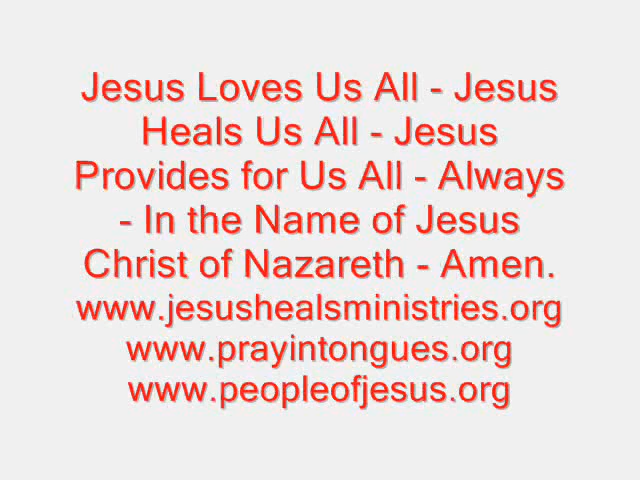 Jesus Loves Us All - Jesus
Heals Us All - Jesus
Provides for Us All - Always
- In the Name of Jesus
Christ of Nazareth - Amen.
www.jesushealsministries.org
www.prayintongues.org
www.peopleofjesus.org